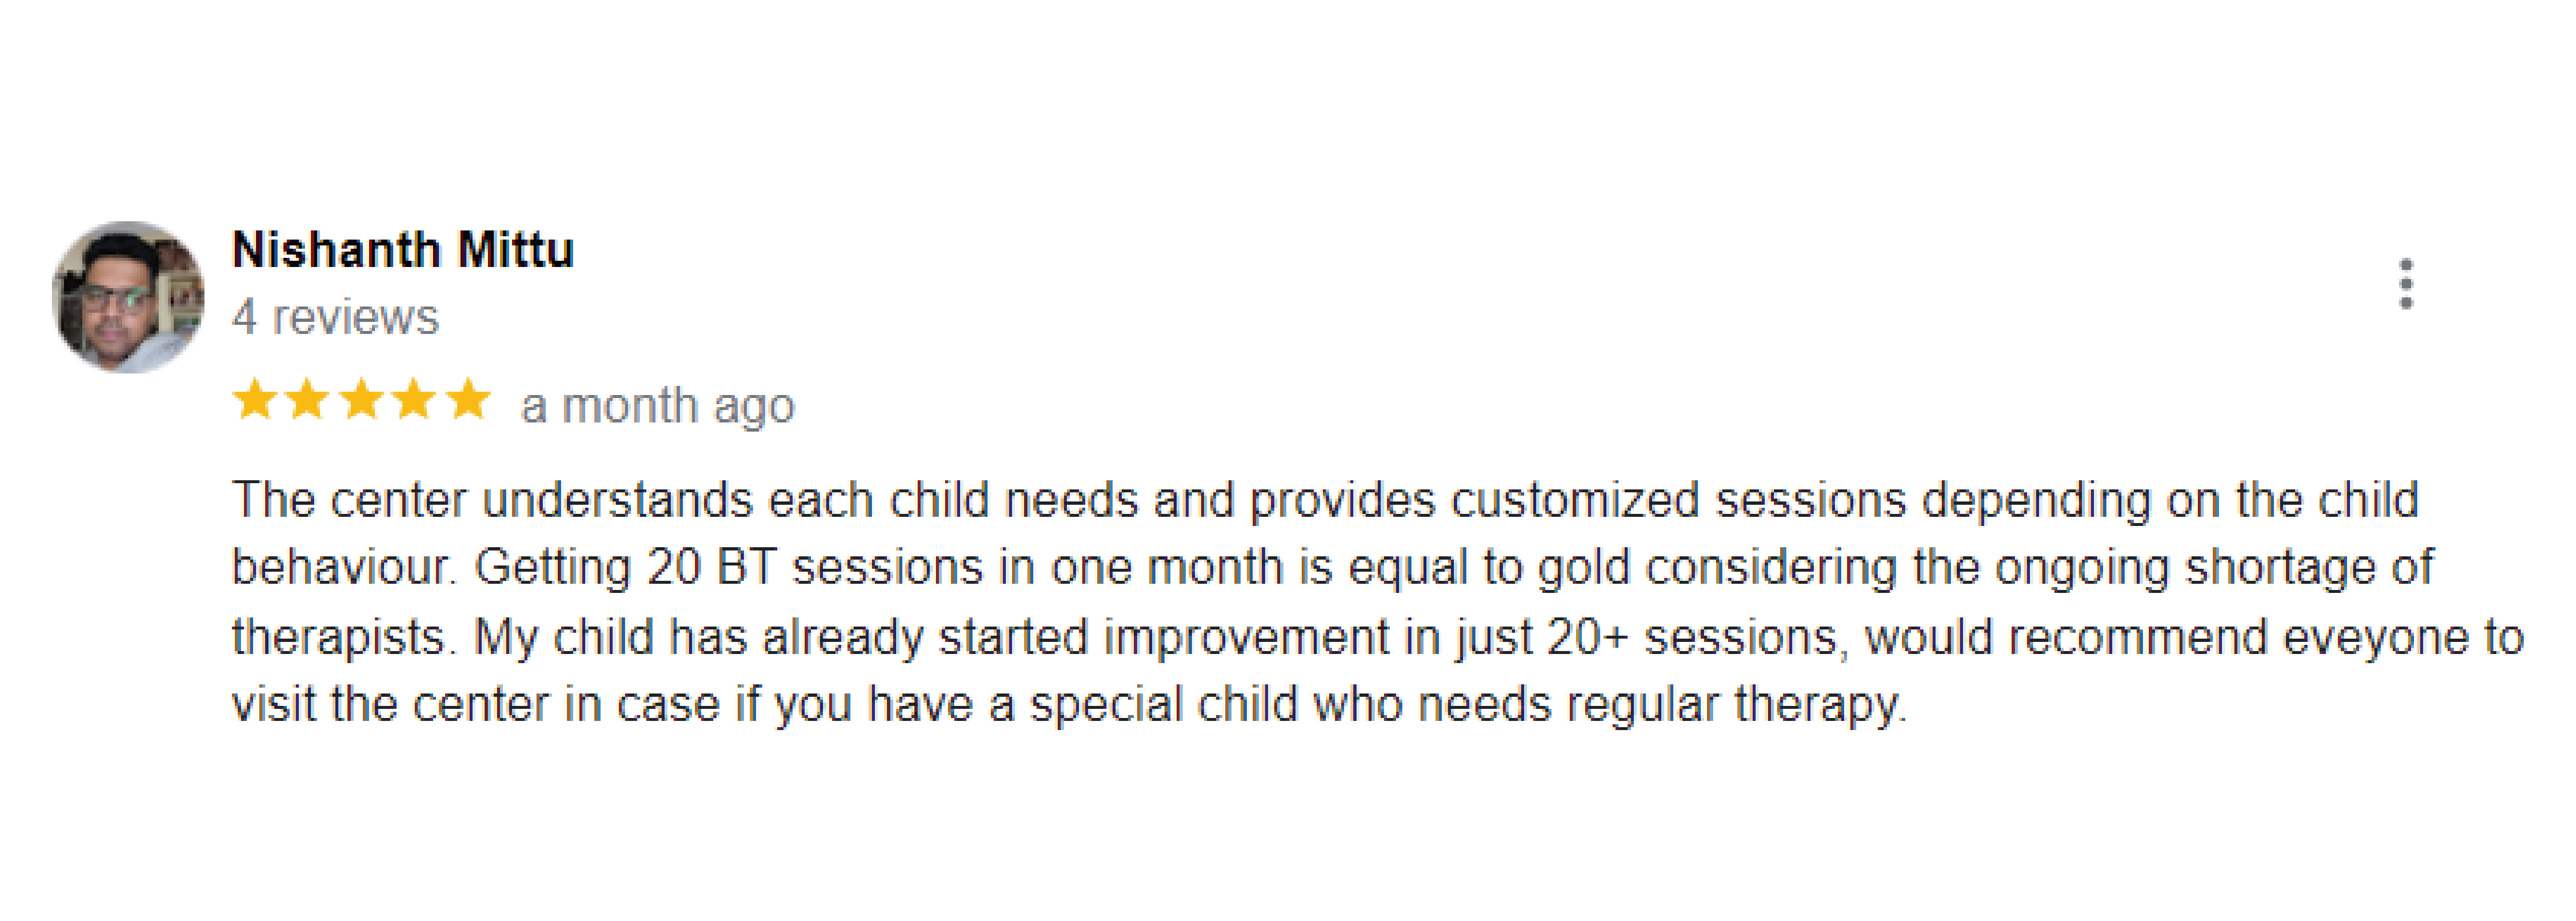 Nishanth Mittu
4 reviews
a month ago
The center understands each child needs and provides customized sessions depending on the child
behaviour. Getting 20 BT sessions in one month is equal to gold considering the ongoing shortage of
therapists. My child has already started improvement in just 20+ sessions, would recommend eveyone to
visit the center in case if you have a special child who needs regular therapy.